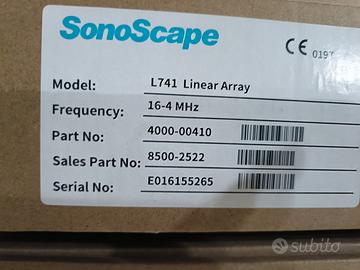 SonoScape
CE 0197
Model: L741 Linear Array
Frequency: 16-4 MHz
Part No: 4000-00410
Sales Part No: 8500-2522
Serial No: E016155265
subito